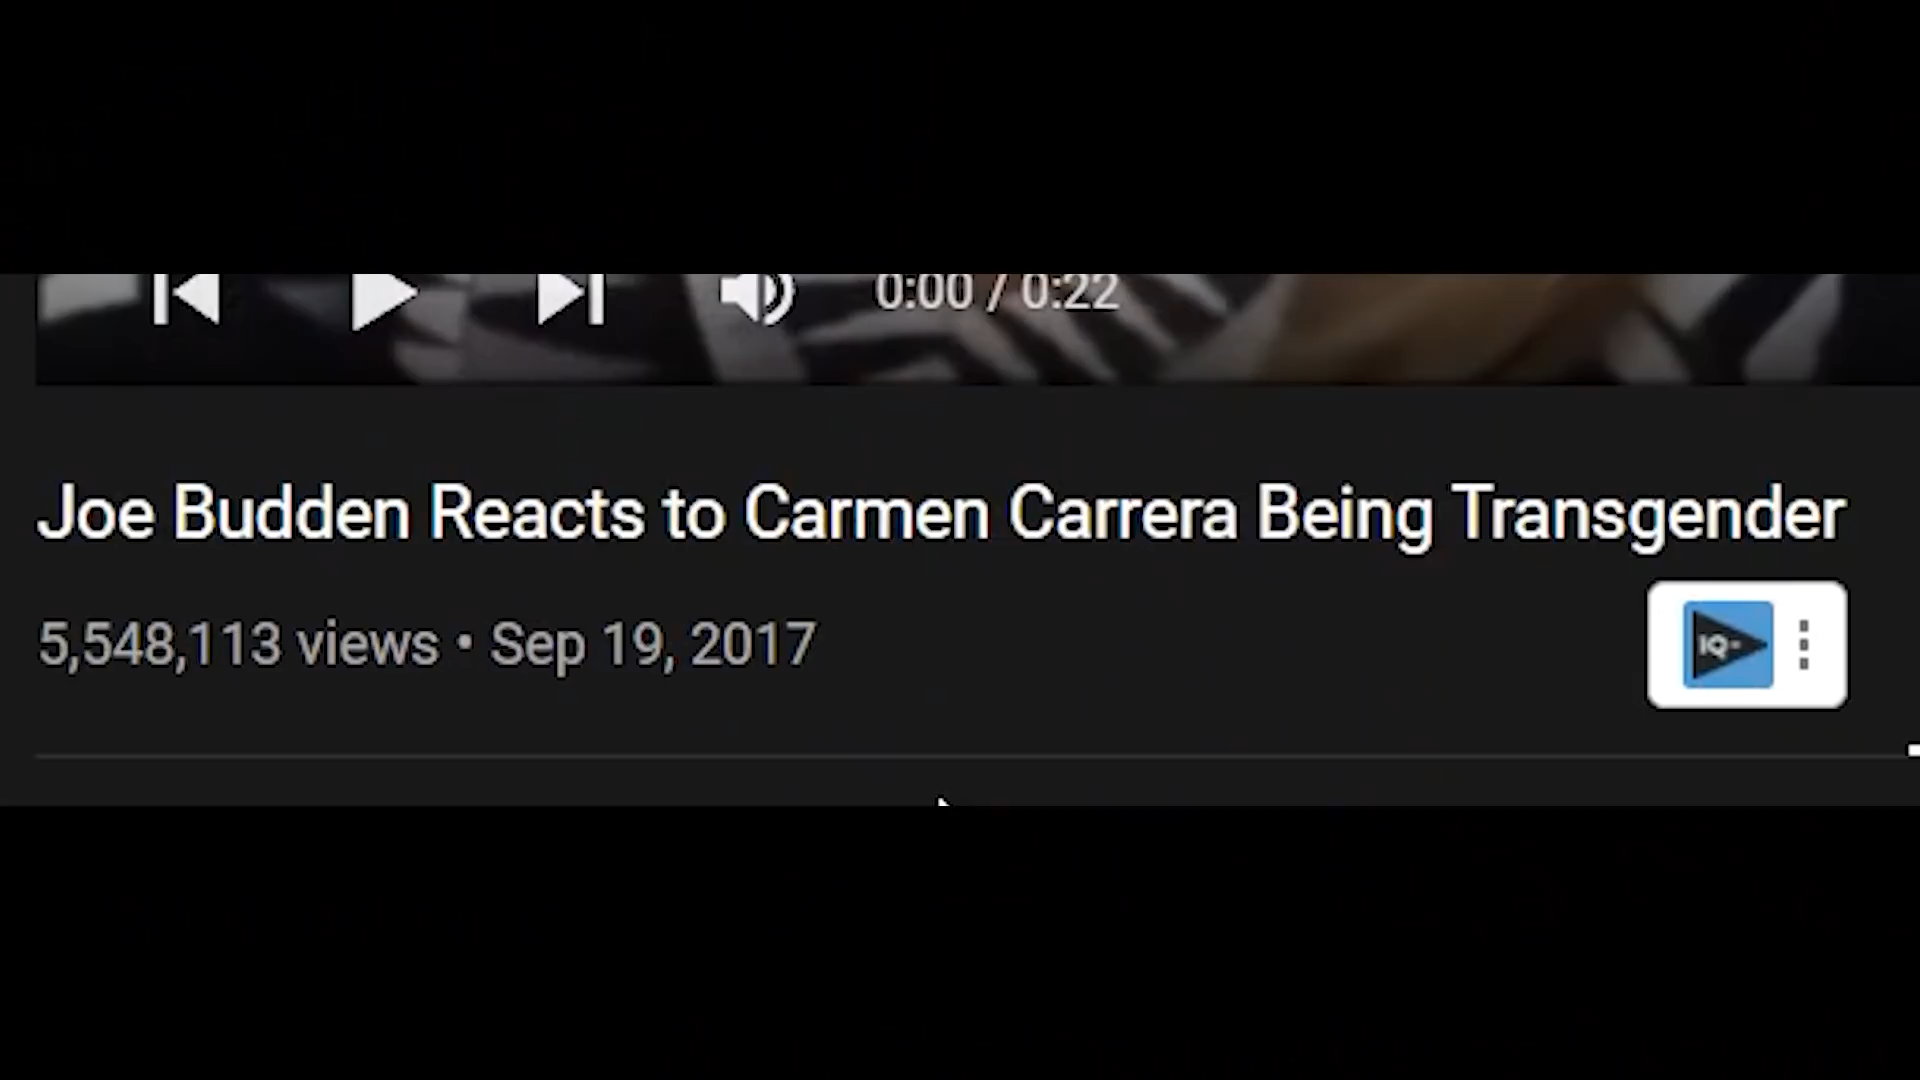 0:00 / 0:22
Joe Budden Reacts to Carmen Carrera Being Transgender
5,548,113 views • Sep 19, 2017
IQ